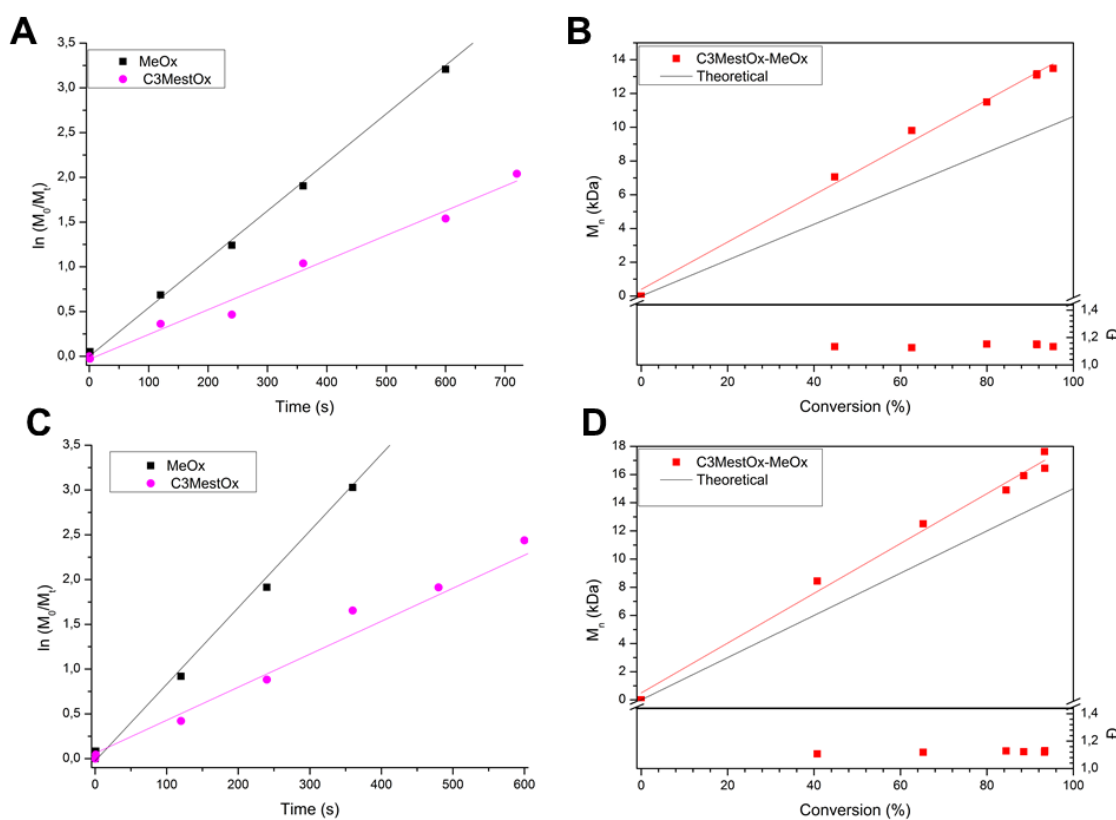 A
3,5
3,0
2,5
2,0
1,5
1,0
0,5
0,0
ln (M0/Mt)
MeOx
C3MestOx
0 100 200 300 400 500 600 700
Time (s)
B
14
12
10
8
6
4
2
0
Mn (kDa)
C3MestOx-MeOx
Theoretical
1,4
1,2
1,0
Đ
0 20 40 60 80 100
Conversion (%)
C
3,5
3,0
2,5
2,0
1,5
1,0
0,5
0,0
ln (M0/Mt)
MeOx
C3MestOx
0 100 200 300 400 500 600
Time (s)
D
18
16
14
12
10
8
6
4
2
0
Mn (kDa)
C3MestOx-MeOx
Theoretical
1,4
1,2
1,0
Đ
0 20 40 60 80 100
Conversion (%)